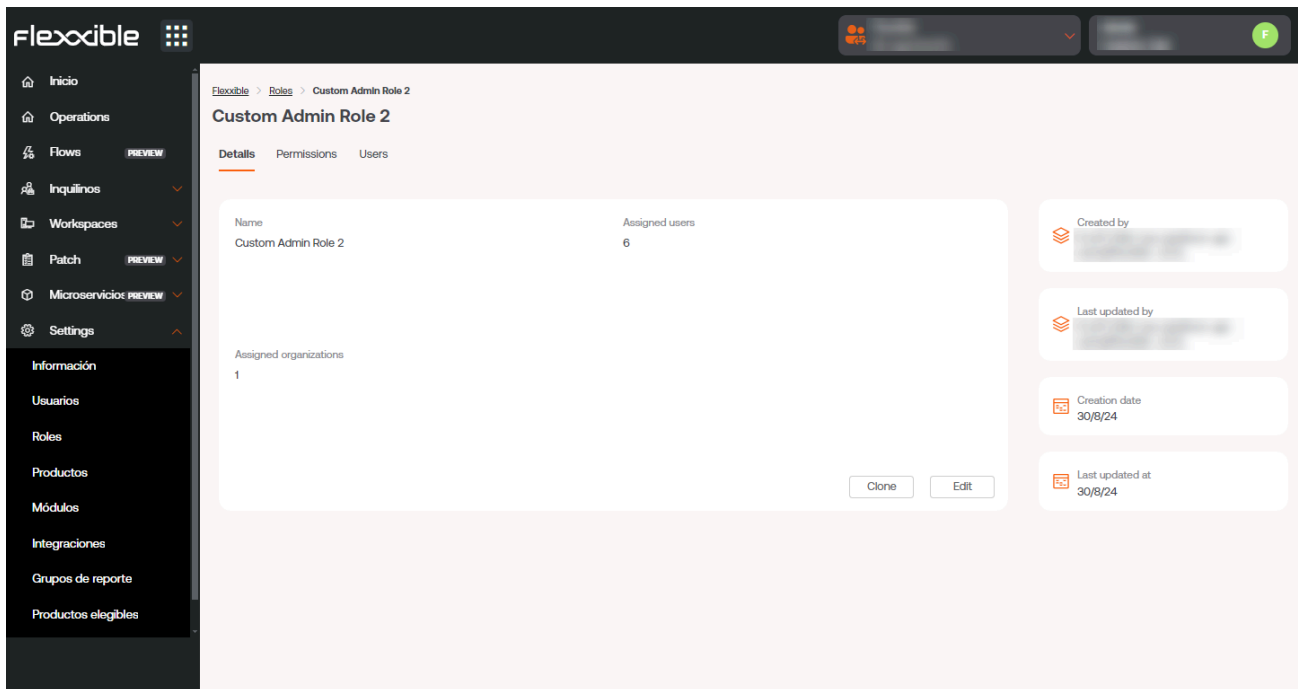 Flexxible
F
Inicio
Operations
Flows PREVIEW
Inquilinos
Workspaces
Patch PREVIEW
Microservicios PREVIEW
Settings
Información
Usuarios
Roles
Productos
Módulos
Integraciones
Grupos de reporte
Productos elegibles
Flexxible > Roles > Custom Admin Role 2
Custom Admin Role 2
Details Permissions Users
Name
Custom Admin Role 2
Assigned users
6
Assigned organizations
1
Clone Edit
Created by
Last updated by
Creation date
30/8/24
Last updated at
30/8/24